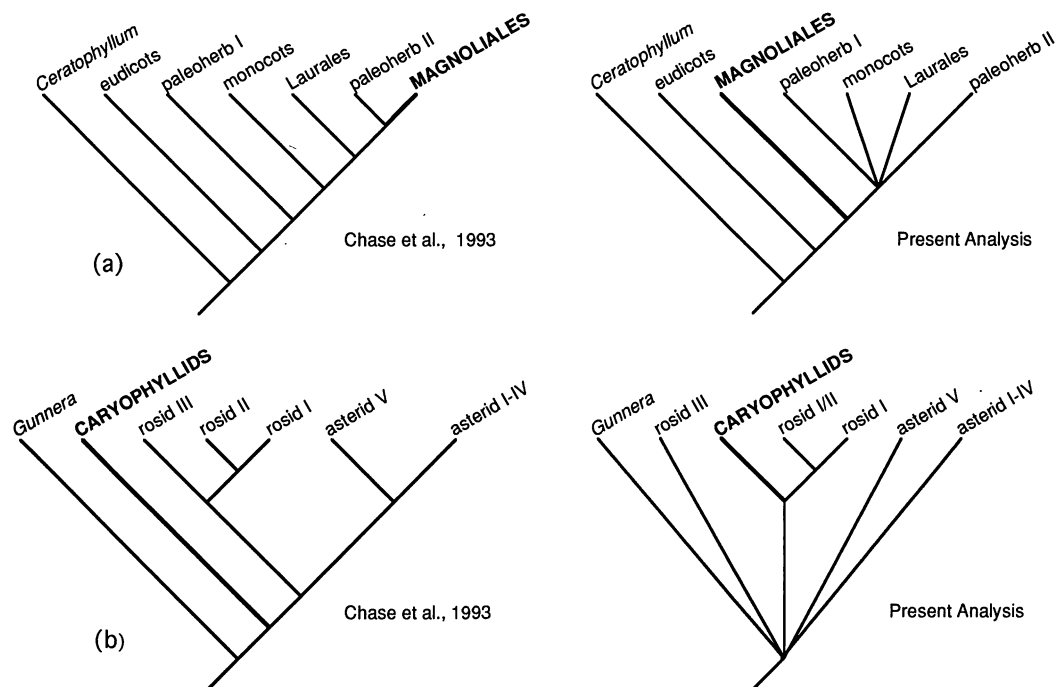 Ceratophyllum
eudicots
paleoherb I
monocots
Laurales
paleoherb II
MAGNOLIALES
Chase et al., 1993
(a)
Ceratophyllum
eudicots
MAGNOLIALES
paleoherb I
monocots
Laurales
paleoherb II
Present Analysis
Gunnera
CARYOPHYLLIDS
rosid III
rosid II
rosid I
asterid V
asterid I-IV
Chase et al., 1993
(b)
Gunnera
rosid III
CARYOPHYLLIDS
rosid I/II
rosid I
asterid V
asterid I-IV
Present Analysis